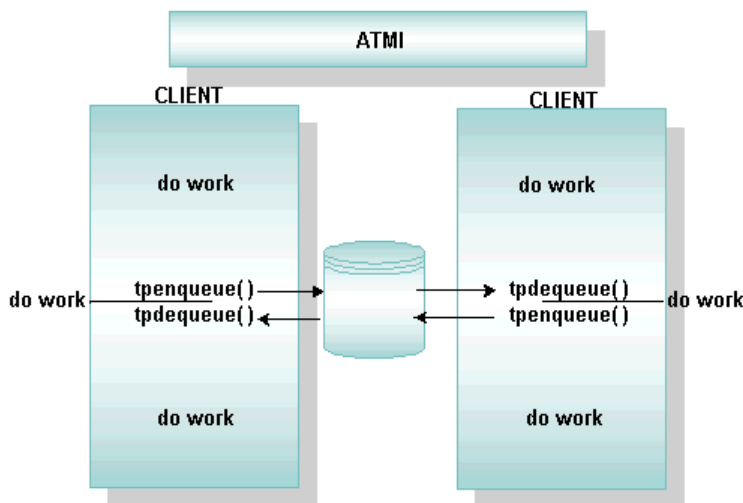 ATMI
CLIENT
CLIENT
do work
do work
tpenqueue()
tpdequeue()
do work
do work
tpdequeue()
tpenqueue()
do work
do work